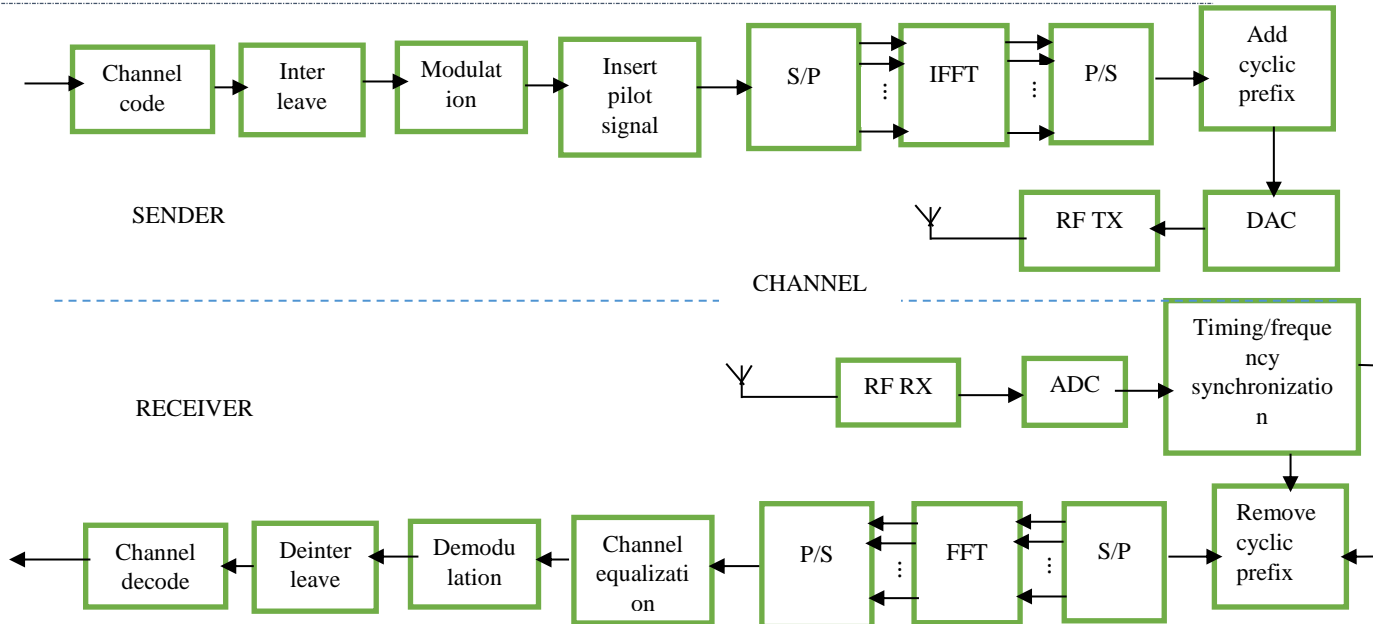 Channel
code
Inter
leave
Modulat
ion
Insert
pilot
signal
S/P
IFFT
P/S
Add
cyclic
prefix
SENDER
RF TX
DAC
CHANNEL
RECEIVER
RF RX
ADC
Timing/freque
ncy
synchronizatio
n
Channel
decode
Deinter
leave
Demodu
lation
Channel
equalizati
on
P/S
FFT
S/P
Remove
cyclic
prefix